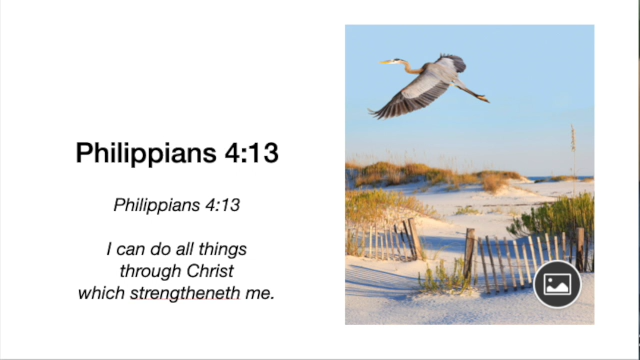 Philippians 4:13
Philippians 4:13
I can do all things
through Christ
which strengtheneth me.